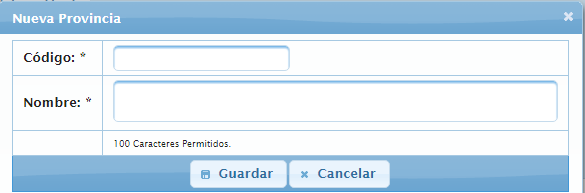 Nueva Provincia
Código: *
Nombre: *
100 Caracteres Permitidos.
Guardar
Cancelar